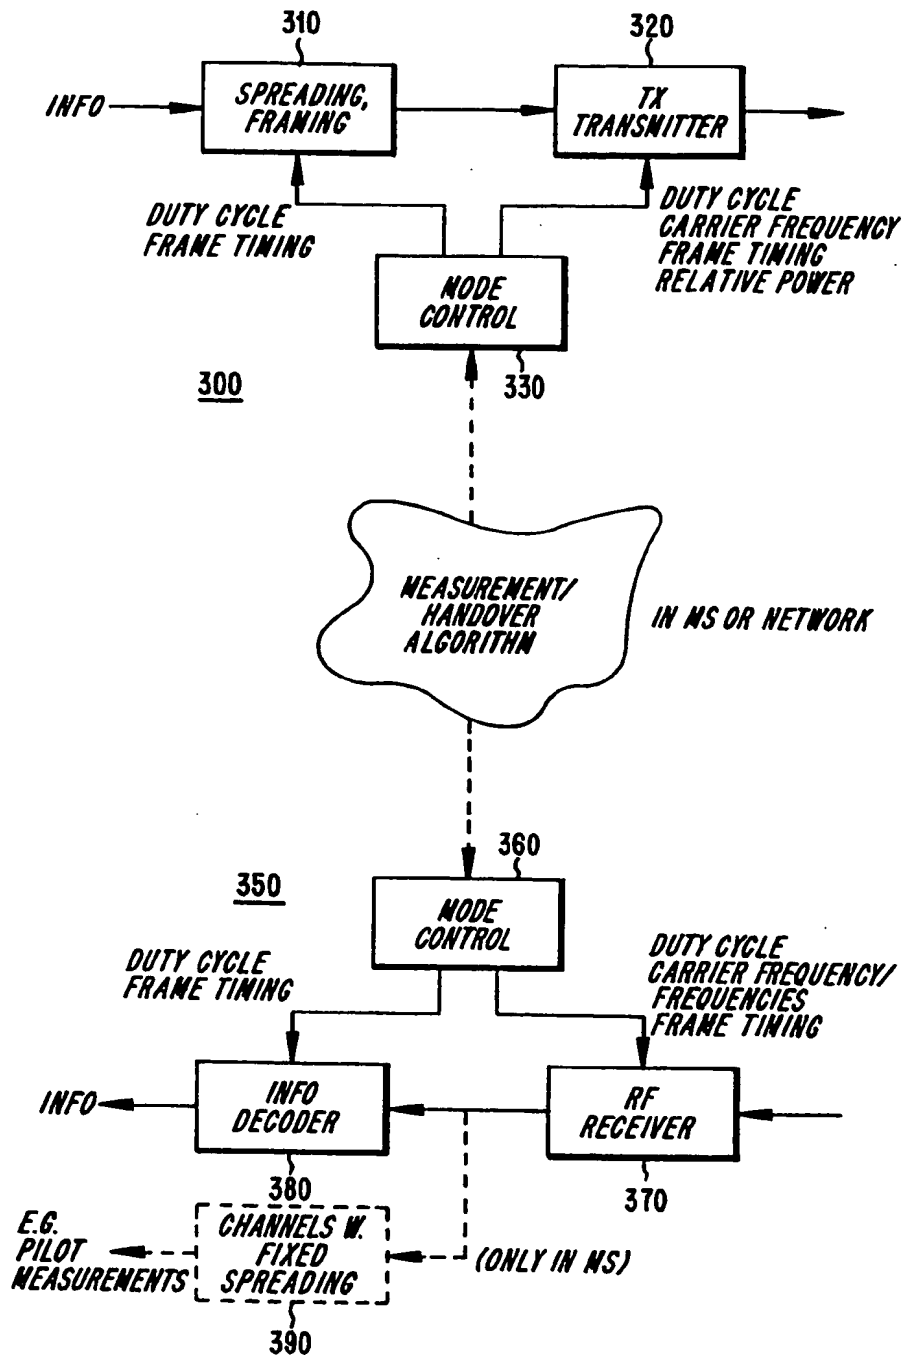 310
320
INFO
SPREADING,
FRAMING
TX
TRANSMITTER
DUTY CYCLE
FRAME TIMING
DUTY CYCLE
CARRIER FREQUENCY
FRAME TIMING
RELATIVE POWER
MODE
CONTROL
330
300
MEASUREMENT/
HANDOVER
ALGORITHM
IN MS OR NETWORK
360
350
MODE
CONTROL
DUTY CYCLE
FRAME TIMING
DUTY CYCLE
CARRIER FREQUENCY/
FREQUENCIES
FRAME TIMING
INFO
INFO
DECODER
RF
RECEIVER
380
370
E.G.
PILOT
MEASUREMENTS
CHANNELS W.
FIXED
SPREADING
(ONLY IN MS)
390